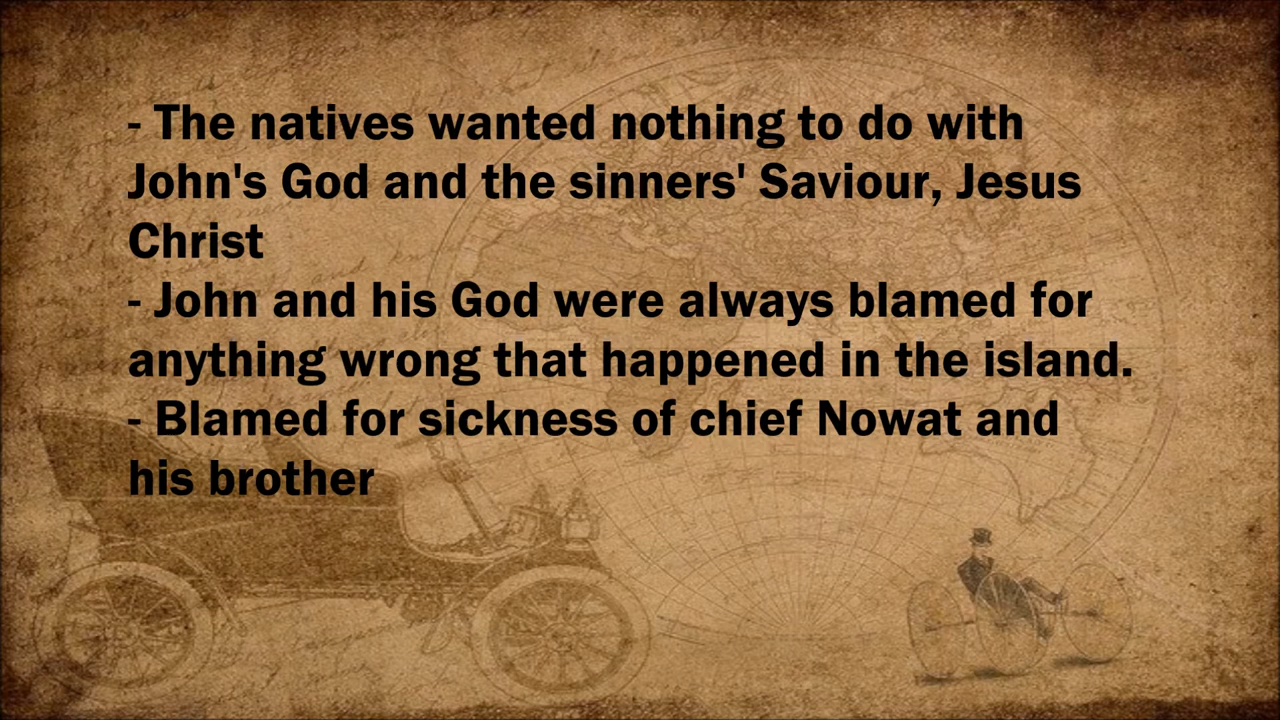 - The natives wanted nothing to do with
John's God and the sinners' Saviour, Jesus
Christ
- John and his God were always blamed for
anything wrong that happened in the island.
- Blamed for sickness of chief Nowat and
his brother